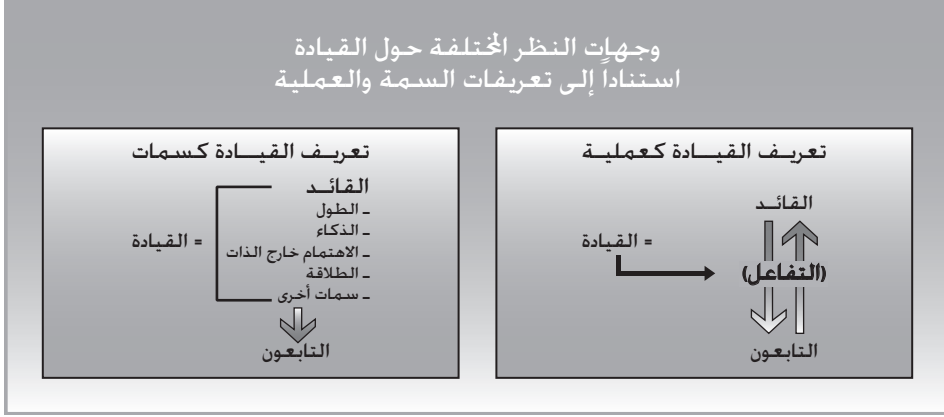 وجهات النظر المختلفة حول القيادة
استناداً إلى تعريفات السمة والعملية
تعريف القيادة كعملية
القائد
= القيادة
(التفاعل)
التابعون
تعريف القيادة كسمات
القائد
ـ الطول
ـ الذكاء
ـ الاهتمام خارج الذات
= القيادة
ـ الطلاقة
ـ سمات أخرى
التابعون